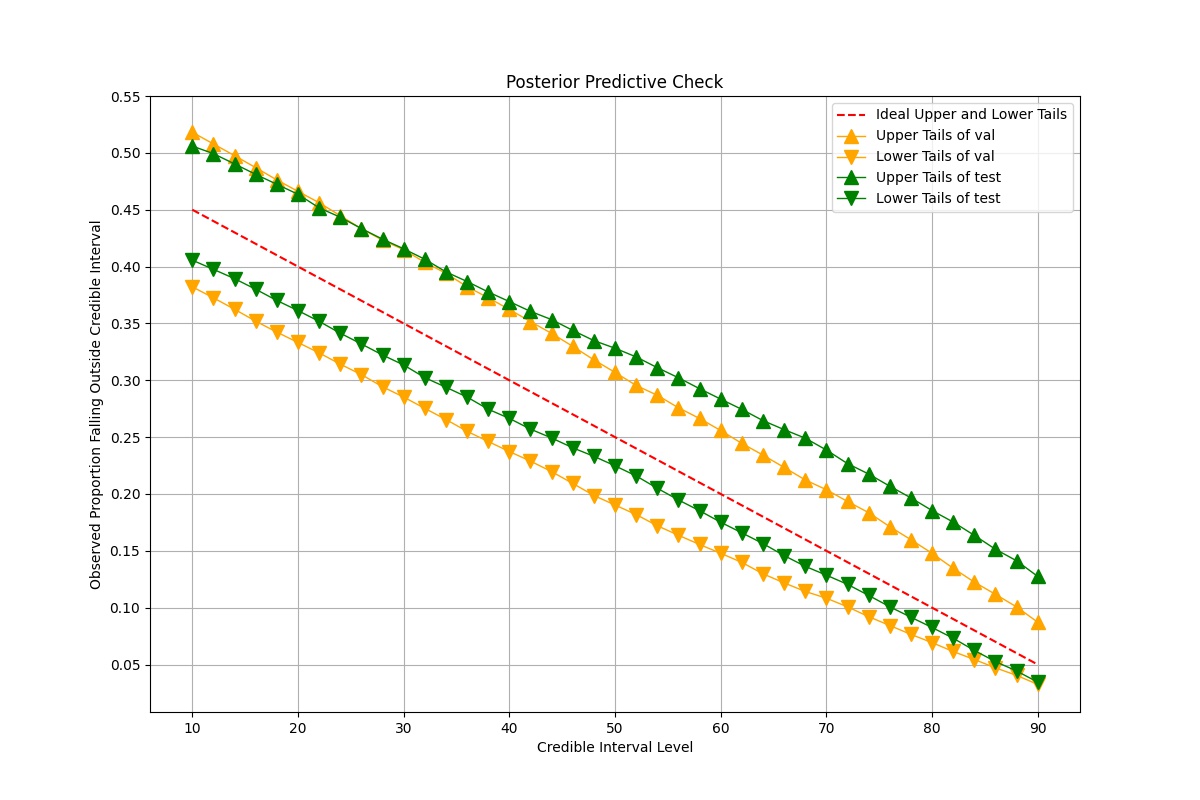 Posterior Predictive Check
Observed Proportion Falling Outside Credible Interval
0.55
0.50
0.45
0.40
0.35
0.30
0.25
0.20
0.15
0.10
0.05
Ideal Upper and Lower Tails
Upper Tails of val
Lower Tails of val
Upper Tails of test
Lower Tails of test
10 20 30 40 50 60 70 80 90
Credible Interval Level